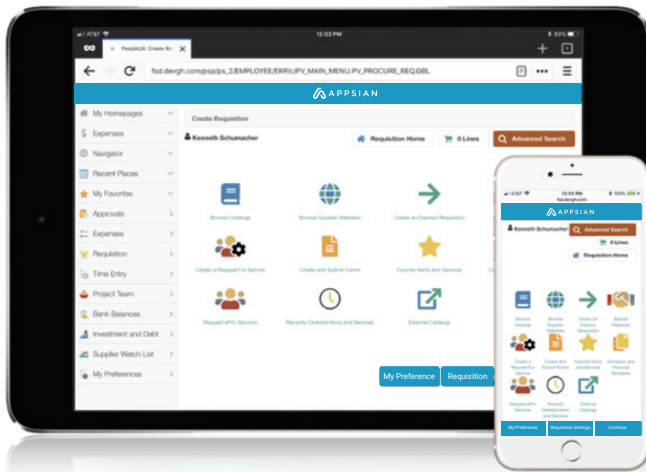 AT&T
12:53 PM
PeopleUX: Create Re
fsd.devgh.com/psp/ps_2/EMPLOYEE/ERP/c/PV_MAIN_MENU.PV_PROCURE_REQ.GBL
APPSIAN
My Homepages
Expenses
Navigator
Recent Places
My Favorites
Approvals
Expenses
Requisition
Time Entry
Project Team
Bank Balances
Investment and Debt
Supplier Watch List
My Preferences
Create Requisition
Kenneth Schumacher
Requisition Home
0 Lines
Advanced Search
Browse Catalogs
Browse Supplier Websites
Create an Express Requisition
Create a Request For Service
Create and Submit Forms
Favorite Items and Services
Request ePro Services
Recently Ordered Items and Services
External Catalogs
My Preference
Requisition
AT&T
12:55 PM
100%
fsd.devgh.com
APPSIAN
Kenneth Schumacher
Advanced Search
0 Lines
Requisition Home
Browse
Catalogs
Browse
Supplier
Websites
Create an
Express
Requisition
Special
Requests
Create a
Request For
Service
Create and
Submit Forms
Favorite Items
and Services
Company and
Personal
Templates
Request ePro
Services
Recently
Ordered Items
and Services
External
Catalogs
My Preference
Requisition Settings
Continue